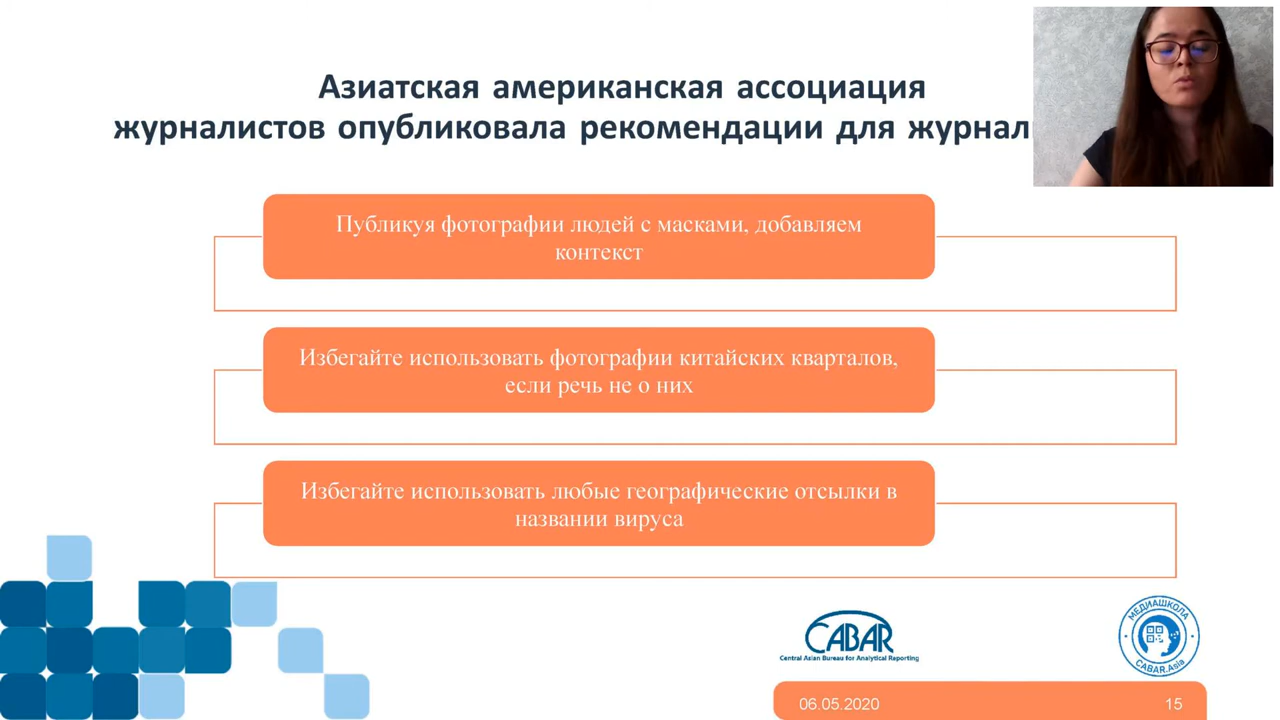 Азиатская американская ассоциация
журналистов опубликовала рекомендации для
Публикуя фотографии людей с масками, добавляем
контекст
Избегайте использовать фотографии китайских кварталов,
если речь не о них
Избегайте использовать любые географические отсылки в
названии вируса
CABAR
Central Asian Bureau for Analytical Reporting
МЕДИАШКОЛА
CABAR.Asia
06.05.2020
15